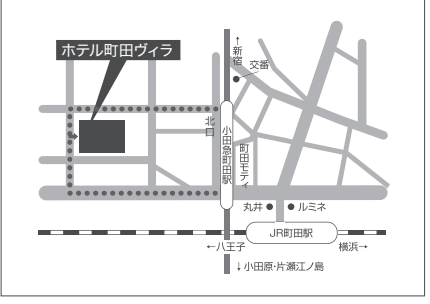 ホテル町田ヴィラ
↑新宿
交番
北口
小田急町田駅
町田モディ
丸井
ルミネ
JR町田駅
←八王子
横浜→
↓小田原・片瀬江ノ島